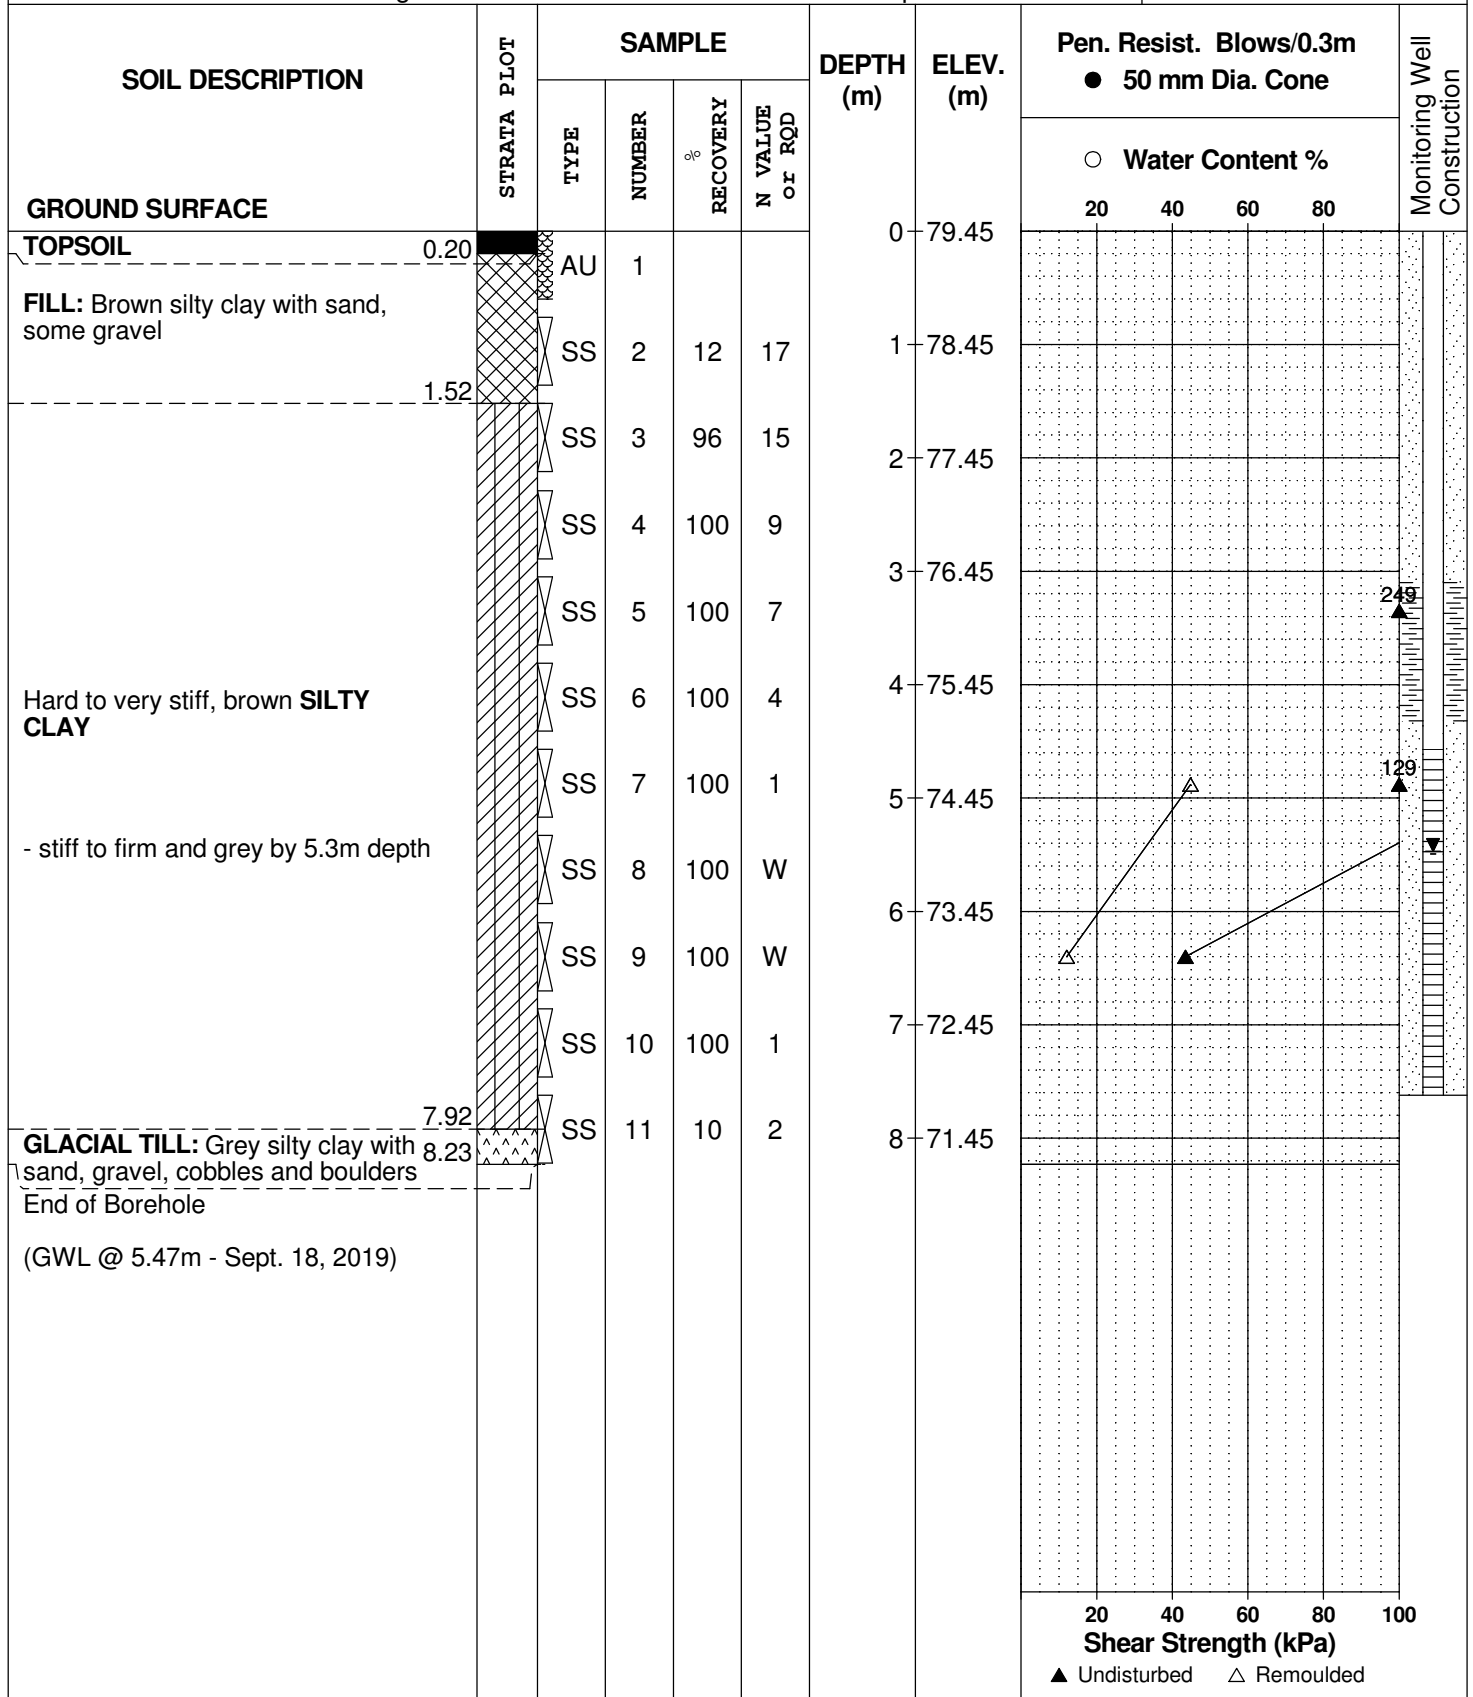 SOIL DESCRIPTION
GROUND SURFACE
STRATA PLOT
SAMPLE
TYPE
NUMBER
% RECOVERY
N VALUE or RQD
DEPTH (m)
ELEV. (m)
Pen. Resist. Blows/0.3m
● 50 mm Dia. Cone
○ Water Content %
20 40 60 80
Monitoring Well Construction
0 79.45
TOPSOIL 0.20
AU 1
FILL: Brown silty clay with sand,
some gravel
SS 2 12 17
1 78.45
1.52
SS 3 96 15
2 77.45
SS 4 100 9
3 76.45
249
SS 5 100 7
4 75.45
Hard to very stiff, brown SILTY
CLAY
SS 6 100 4
129
SS 7 100 1
5 74.45
- stiff to firm and grey by 5.3m depth
SS 8 100 W
6 73.45
SS 9 100 W
7 72.45
SS 10 100 1
7.92
SS 11 10 2
8 71.45
GLACIAL TILL: Grey silty clay with 8.23
sand, gravel, cobbles and boulders
End of Borehole
(GWL @ 5.47m - Sept. 18, 2019)
20 40 60 80 100
Shear Strength (kPa)
▲ Undisturbed △ Remoulded